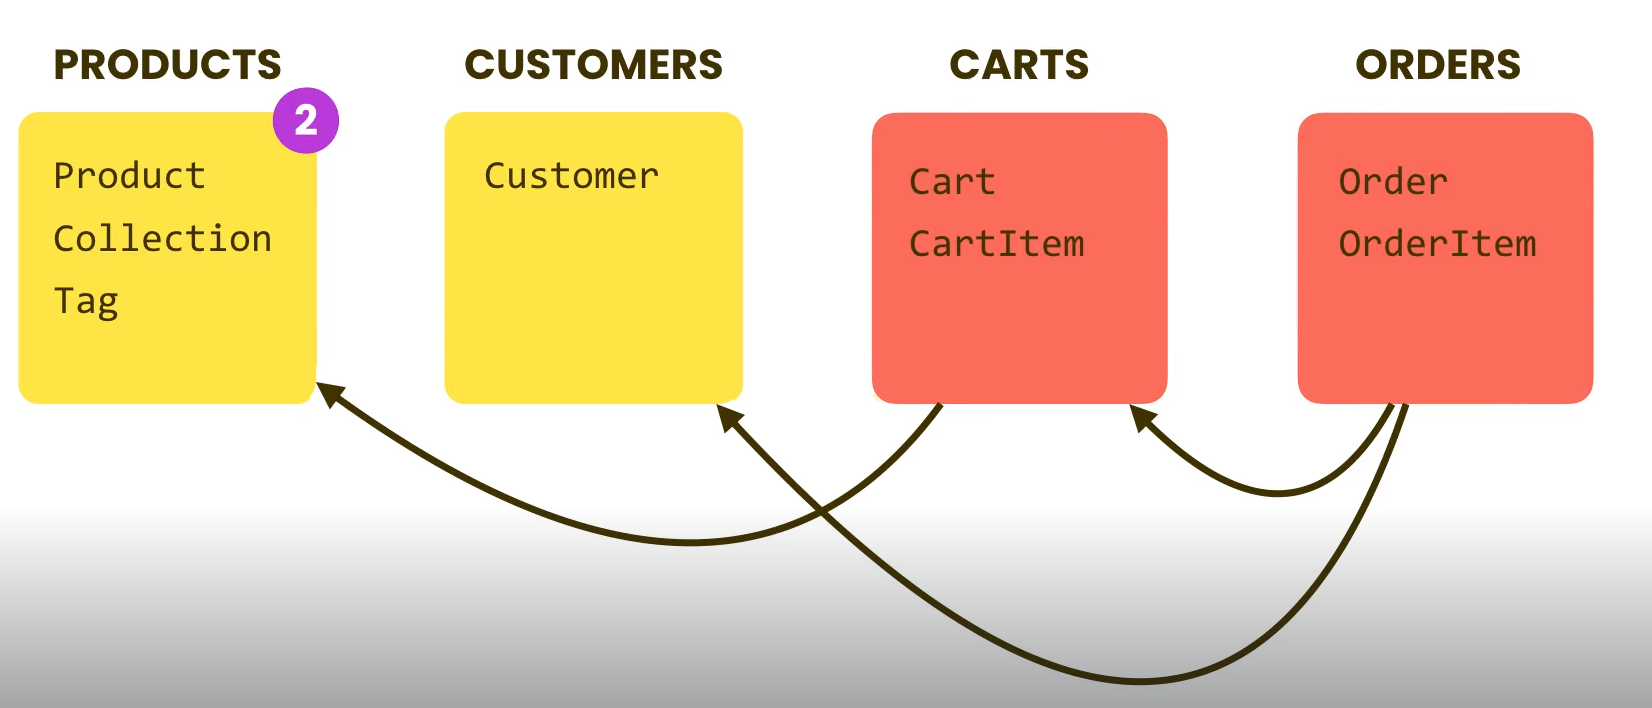 PRODUCTS
2
Product
Collection
Tag
CUSTOMERS
Customer
CARTS
Cart
CartItem
ORDERS
Order
OrderItem